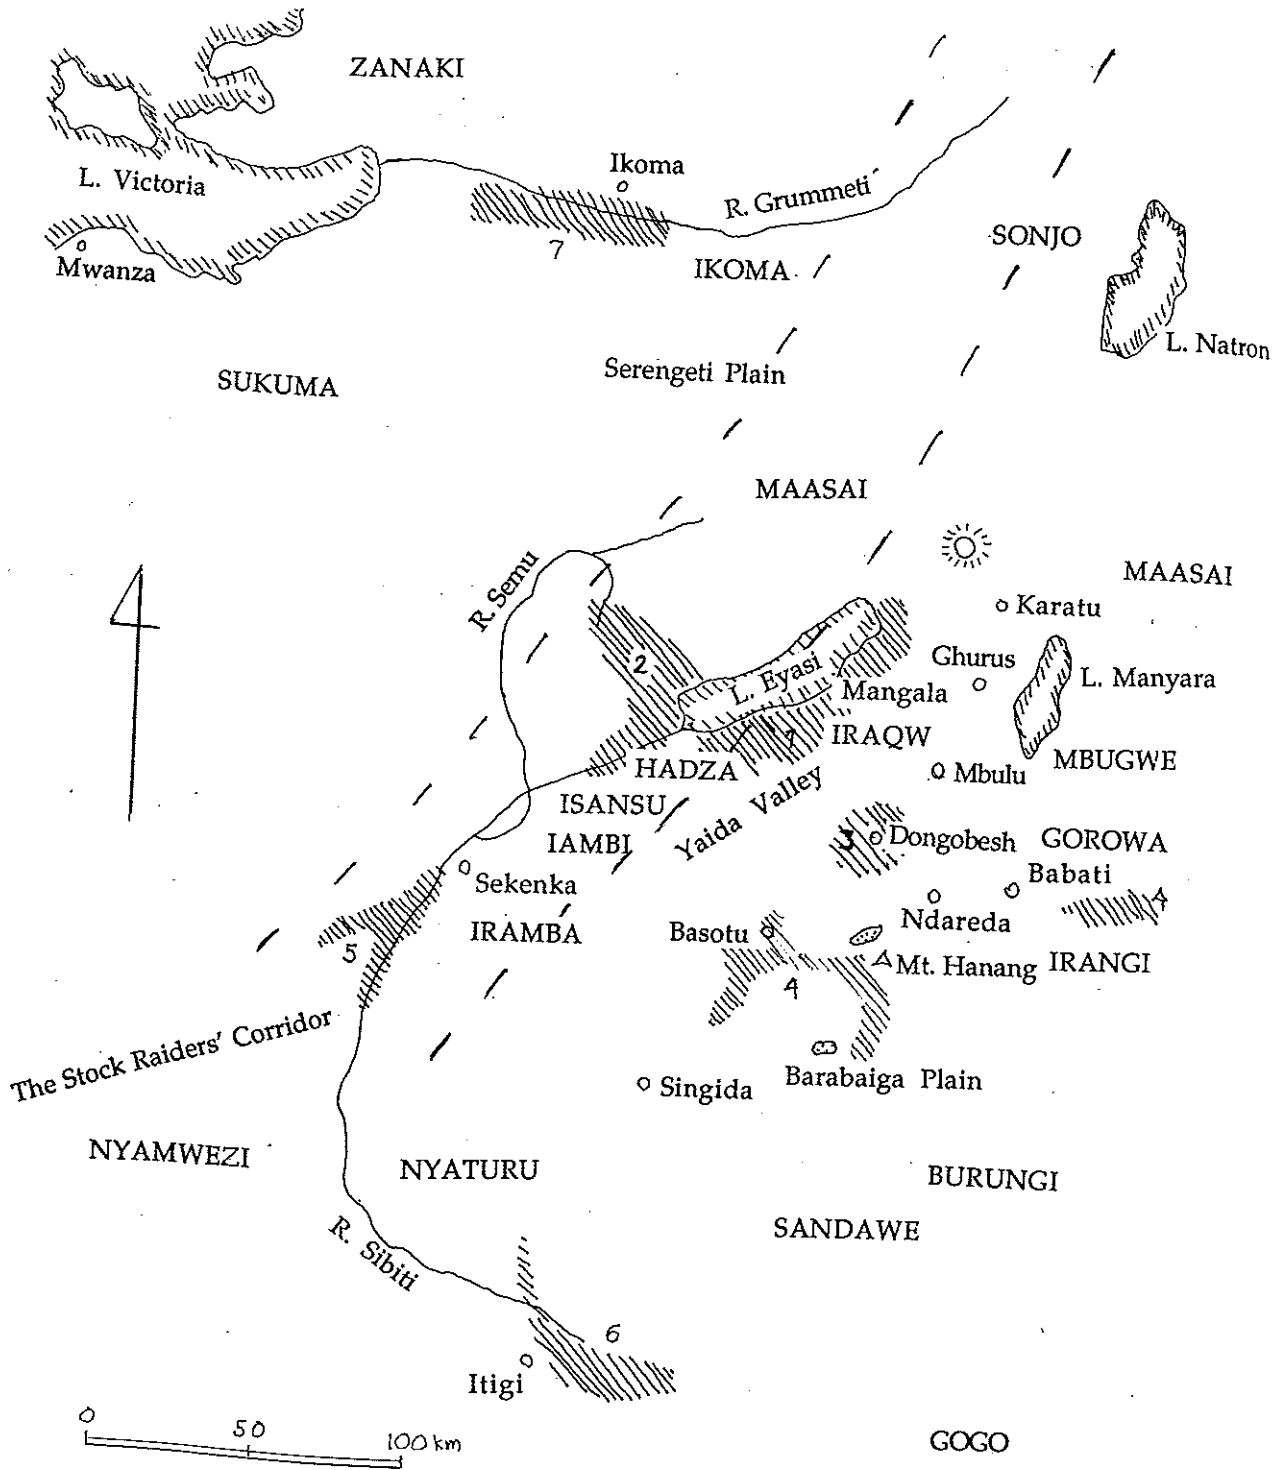 ZANAKI
Ikoma
L. Victoria
R. Grummeti
Mwanza
7
IKOMA
SONJO
L. Natron
SUKUMA
Serengeti Plain
MAASAI
MAASAI
R. Semu
Karatu
2
Ghurus
L. Eyasi
Mangala
L. Manyara
1
IRAQW
HADZA
Mbulu
MBUGWE
ISANSU
Yaida Valley
IAMBI
3
Dongobesh
GOROWA
Sekenka
Babati
5
IRAMBA
Basotu
Ndareda
4
Mt. Hanang
IRANGI
4
The Stock Raiders' Corridor
Singida
Barabaiga Plain
NYAMWEZI
NYATURU
BURUNGI
SANDAWE
R. Sibiti
6
Itigi
0 50 100 km
GOGO